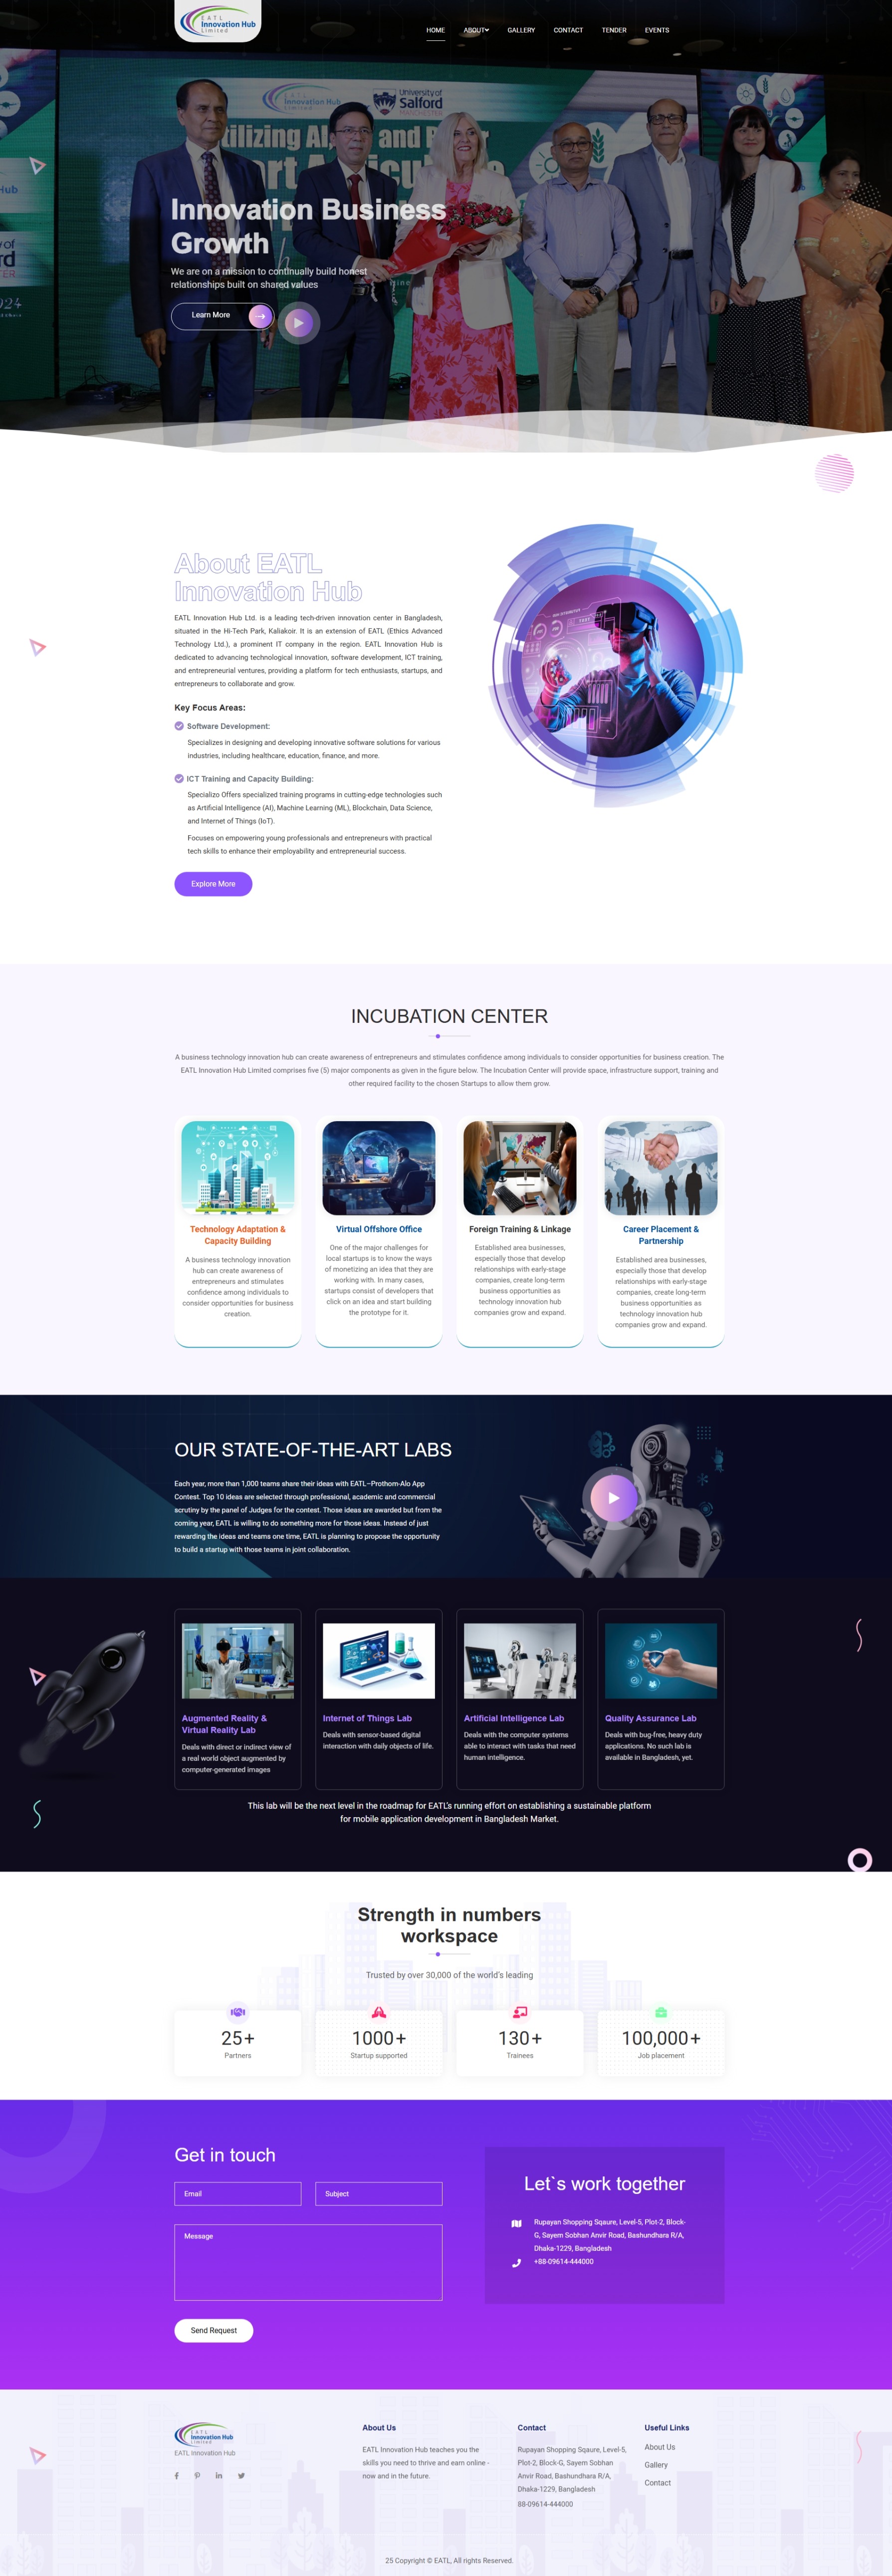 EATL
Innovation Hub
Limited
HOME
ABOUT
GALLERY
CONTACT
TENDER
EVENTS
Innovation Hub
Limited
University of
Salford
MANCHESTER
Innovation Business
Growth
We are on a mission to continually build honest
relationships built on shared values
Learn More
About EATL
Innovation Hub
EATL Innovation Hub Ltd. is a leading tech-driven innovation center in Bangladesh,
situated in the Hi-Tech Park, Kaliakoir. It is an extension of EATL (Ethics Advanced
Technology Ltd.), a prominent IT company in the region. EATL Innovation Hub is
dedicated to advancing technological innovation, software development, ICT training,
and entrepreneurial ventures, providing a platform for tech enthusiasts, startups, and
entrepreneurs to collaborate and grow.
Key Focus Areas:
Software Development:
Specializes in designing and developing innovative software solutions for various
industries, including healthcare, education, finance, and more.
ICT Training and Capacity Building:
Specializo Offers specialized training programs in cutting-edge technologies such
as Artificial Intelligence (AI), Machine Learning (ML), Blockchain, Data Science,
and Internet of Things (IoT).
Focuses on empowering young professionals and entrepreneurs with practical
tech skills to enhance their employability and entrepreneurial success.
Explore More
INCUBATION CENTER
A business technology innovation hub can create awareness of entrepreneurs and stimulates confidence among individuals to consider opportunities for business creation. The
EATL Innovation Hub Limited comprises five (5) major components as given in the figure below. The Incubation Center will provide space, infrastructure support, training and
other required facility to the chosen Startups to allow them grow.
Technology Adaptation &
Capacity Building
A business technology innovation
hub can create awareness of
entrepreneurs and stimulates
confidence among individuals to
consider opportunities for business
creation.
Virtual Offshore Office
One of the major challenges for
local startups is to know the ways
of monetizing an idea that they are
working with. In many cases,
startups consist of developers that
click on an idea and start building
the prototype for it.
Foreign Training & Linkage
Established area businesses,
especially those that develop
relationships with early-stage
companies, create long-term
business opportunities as
technology innovation hub
companies grow and expand.
Career Placement &
Partnership
Established area businesses,
especially those that develop
relationships with early-stage
companies, create long-term
business opportunities as
technology innovation hub
companies grow and expand.
OUR STATE-OF-THE-ART LABS
Each year, more than 1,000 teams share their ideas with EATL–Prothom-Alo App
Contest. Top 10 ideas are selected through professional, academic and commercial
scrutiny by the panel of Judges for the contest. Those ideas are awarded but from the
coming year, EATL is willing to do something more for those ideas. Instead of just
rewarding the ideas and teams one time, EATL is planning to propose the opportunity
to build a startup with those teams in joint collaboration.
Augmented Reality &
Virtual Reality Lab
Deals with direct or indirect view of
a real world object augmented by
computer-generated images
Internet of Things Lab
Deals with sensor-based digital
interaction with daily objects of life.
Artificial Intelligence Lab
Deals with the computer systems
able to interact with tasks that need
human intelligence.
Quality Assurance Lab
Deals with bug-free, heavy duty
applications. No such lab is
available in Bangladesh, yet.
This lab will be the next level in the roadmap for EATL's running effort on establishing a sustainable platform
for mobile application development in Bangladesh Market.
Strength in numbers
workspace
Trusted by over 30,000 of the world's leading
25+
Partners
1000+
Startup supported
130+
Trainees
100,000+
Job placement
Get in touch
Email
Subject
Message
Send Request
Let`s work together
Rupayan Shopping Sqaure, Level-5, Plot-2, Block-
G, Sayem Sobhan Anvir Road, Bashundhara R/A,
Dhaka-1229, Bangladesh
+88-09614-444000
EATL
Innovation Hub
Limited
EATL Innovation Hub
About Us
EATL Innovation Hub teaches you the
skills you need to thrive and earn online -
now and in the future.
Contact
Rupayan Shopping Sqaure, Level-5,
Plot-2, Block-G, Sayem Sobhan
Anvir Road, Bashundhara R/A,
Dhaka-1229, Bangladesh
88-09614-444000
Useful Links
About Us
Gallery
Contact
25 Copyright © EATL, All rights Reserved.